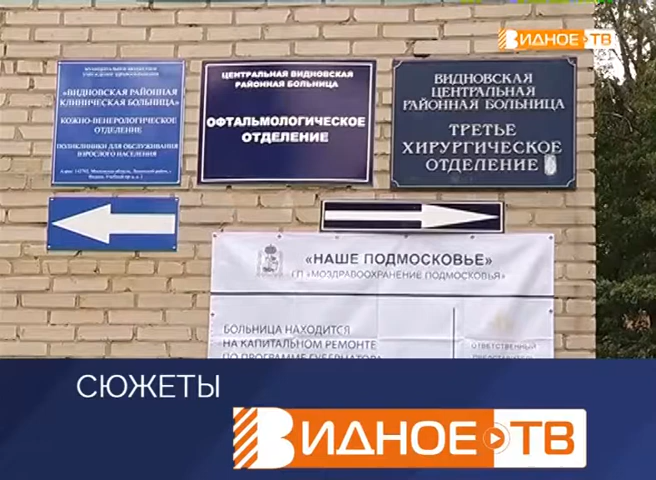 ВИДНОЕ ТВ
МУНИЦИПАЛЬНОЕ БЮДЖЕТНОЕ
УЧРЕЖДЕНИЕ ЗДРАВООХРАНЕНИЯ
«ВИДНОВСКАЯ РАЙОННАЯ
КЛИНИЧЕСКАЯ БОЛЬНИЦА»
КОЖНО-ВЕНЕРОЛОГИЧЕСКОЕ
ОТДЕЛЕНИЕ
ПОЛИКЛИНИКИ ДЛЯ ОБСЛУЖИВАНИЯ
ВЗРОСЛОГО НАСЕЛЕНИЯ
ЦЕНТРАЛЬНАЯ ВИДНОВСКАЯ
РАЙОННАЯ БОЛЬНИЦА
ОФТАЛЬМОЛОГИЧЕСКОЕ
ОТДЕЛЕНИЕ
ВИДНОВСКАЯ
ЦЕНТРАЛЬНАЯ
РАЙОННАЯ БОЛЬНИЦА
ТРЕТЬЕ
ХИРУРГИЧЕСКОЕ
ОТДЕЛЕНИЕ
«НАШЕ ПОДМОСКОВЬЕ»
ГП «МОЗДРАВООХРАНЕНИЕ ПОДМОСКОВЬЯ»
БОЛЬНИЦА НАХОДИТСЯ
НА КАПИТАЛЬНОМ РЕМОНТЕ
ПО ПРОГРАММЕ ГУБЕРНАТОРА
ОТВЕТСТВЕННЫЙ
ПРЕДСТАВИТЕЛЬ
СЮЖЕТЫ
ВИДНОЕ ТВ